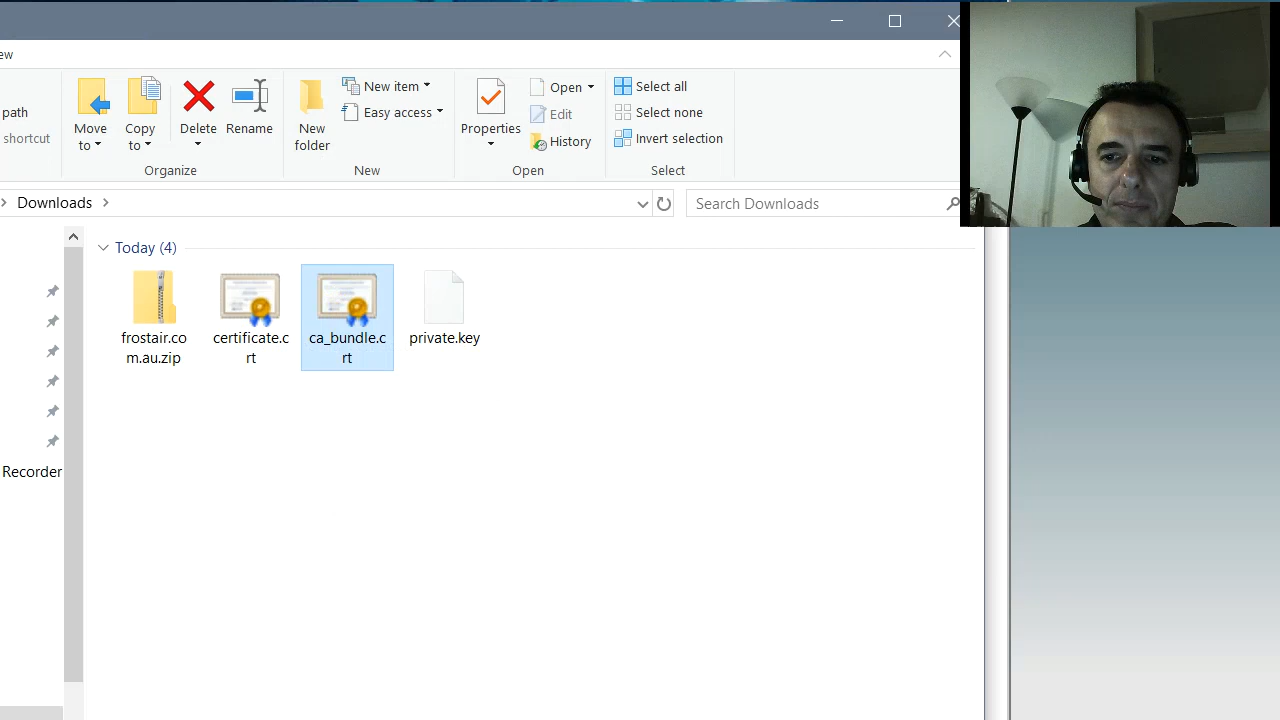 ew
path
shortcut
Move
to
Copy
to
Delete
Rename
Organize
New
folder
New item
Easy access
New
Properties
Open
Edit
History
Open
Select all
Select none
Invert selection
Select
Downloads
Search Downloads
Today (4)
frostair.co
m.au.zip
certificate.c
rt
ca_bundle.c
rt
private.key
Recorder